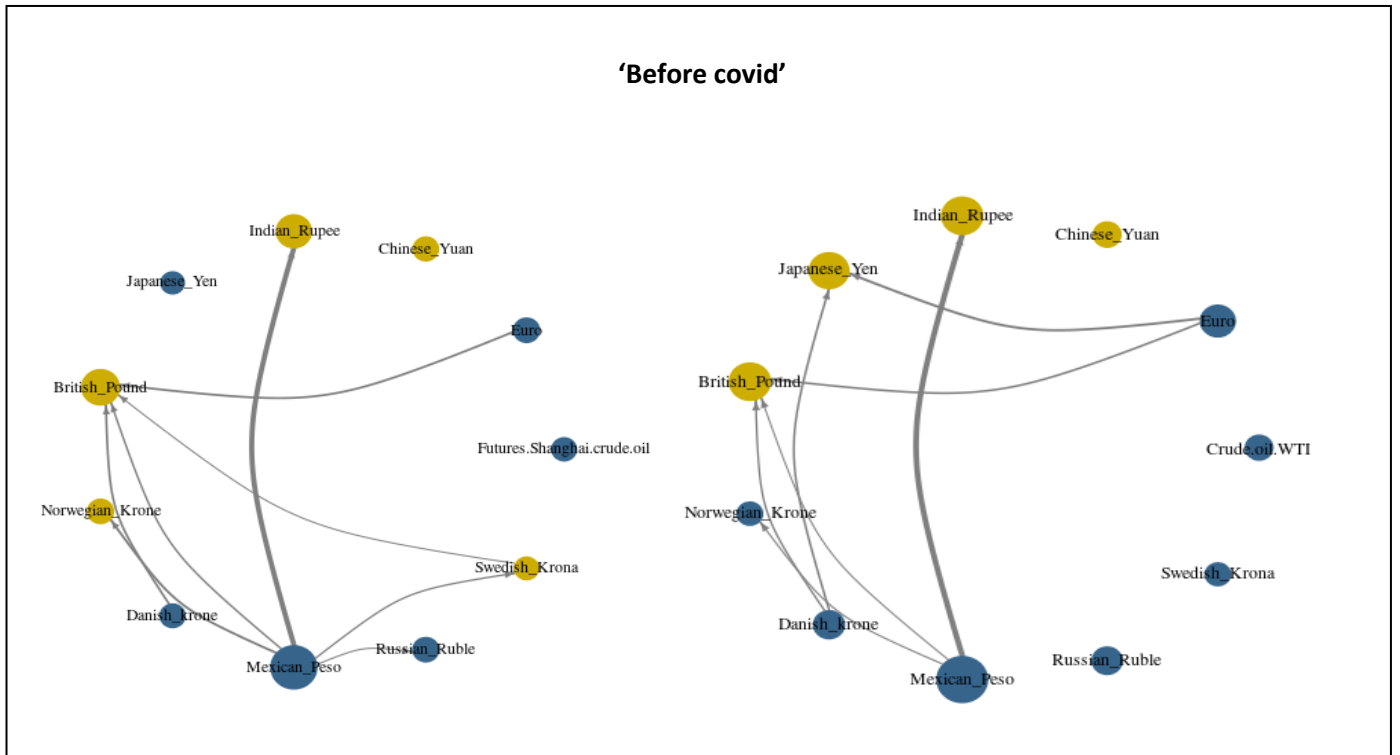 ‘Before covid’
Indian_Rupee
Chinese_Yuan
Japanese_Yen
Euro
British_Pound
Futures.Shanghai.crude.oil
Norwegian_Krone
Swedish_Krona
Danish_krone
Russian_Ruble
Mexican_Peso
Indian_Rupee
Chinese_Yuan
Japanese_Yen
Euro
British_Pound
Crude.oil.WTI
Norwegian_Krone
Swedish_Krona
Danish_krone
Russian_Ruble
Mexican_Peso